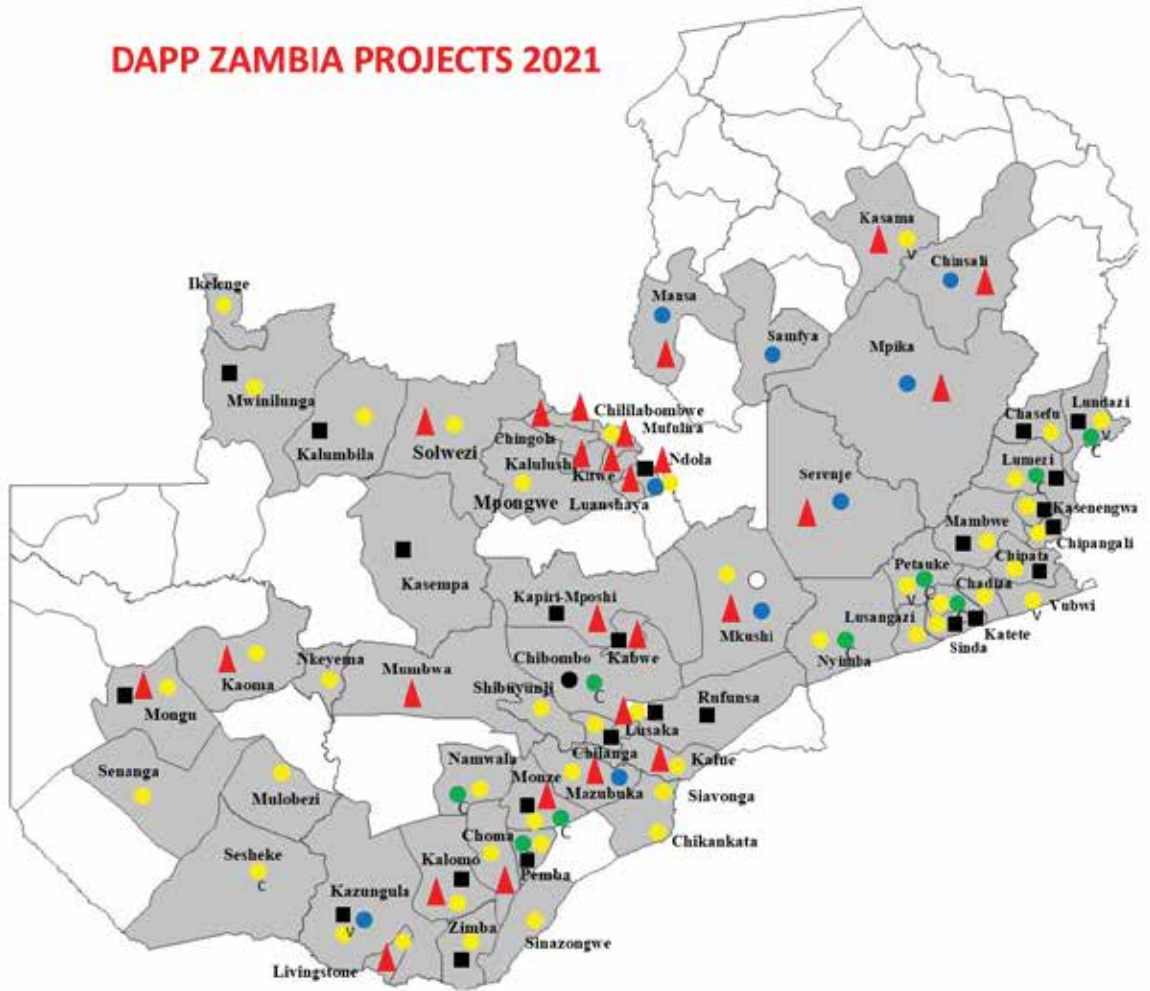 DAPP ZAMBIA PROJECTS 2021
Kasama
V
Chinsali
Ikelenge
Mansa
Samfya
Mpika
Mwinilunga
Kalumbila
Solwezi
Chingola
Chililabombwe
Mufulira
Kalulush
Kitwe
Ndola
Mpongwe
Luanshaya
Chasefu
Lundazi
V
C
Lumezi
C
Serenje
Kasenengwa
Mambwe
Chipangali
Chipata
Petauke
V
C
Chadiza
Vubwi
V
Kasempa
Kapiri-Mposhi
Mkushi
Lusangazi
Katete
Sinda
Kabwe
Nyimba
C
Nkeyema
Mumbwa
Chibombo
C
Kaoma
Shibuyunji
Rufunsa
Mongu
Lusaka
Chilanga
Kafue
Namwala
C
Monze
C
Mazubuka
Siavonga
Senanga
Mulobezi
Chikankata
Choma
Sesheke
C
Kalomo
Pemba
Kazungula
V
Zimba
Sinazongwe
Livingstone